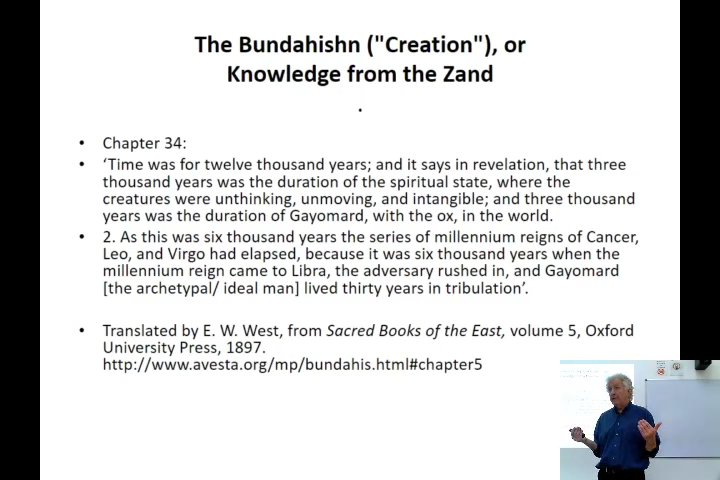 The Bundahishn ("Creation"), or
Knowledge from the Zand
.
• Chapter 34:
• ‘Time was for twelve thousand years; and it says in revelation, that three
thousand years was the duration of the spiritual state, where the
creatures were unthinking, unmoving, and intangible; and three thousand
years was the duration of Gayomard, with the ox, in the world.
• 2. As this was six thousand years the series of millennium reigns of Cancer,
Leo, and Virgo had elapsed, because it was six thousand years when the
millennium reign came to Libra, the adversary rushed in, and Gayomard
[the archetypal/ ideal man] lived thirty years in tribulation’.
• Translated by E. W. West, from Sacred Books of the East, volume 5, Oxford
University Press, 1897.
http://www.avesta.org/mp/bundahis.html#chapter5